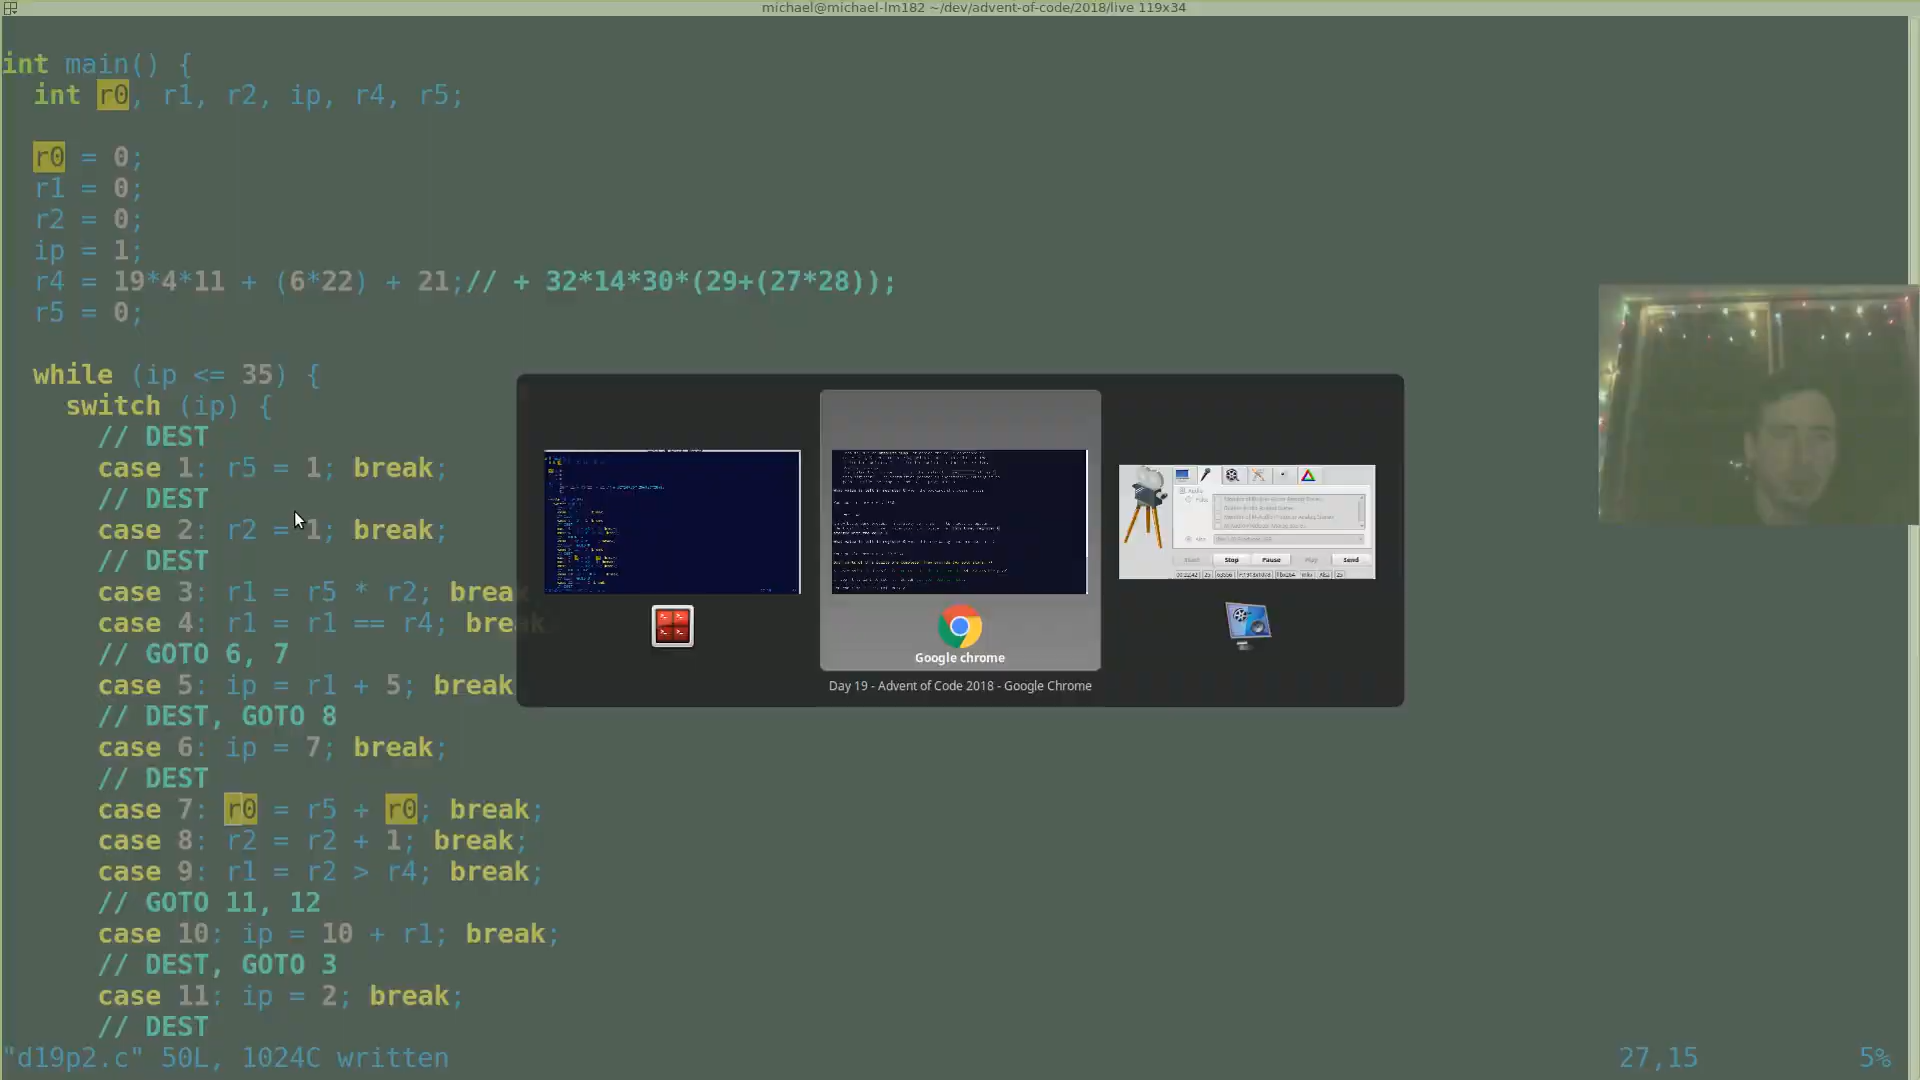 michael@michael-lm182 ~/dev/advent-of-code/2018/live 119x34
int main() {
int r0, r1, r2, ip, r4, r5;
r0 = 0;
r1 = 0;
r2 = 0;
ip = 1;
r4 = 19*4*11 + (6*22) + 21;// + 32*14*30*(29+(27*28));
r5 = 0;
while (ip <= 35) {
switch (ip) {
// DEST
case 1: r5 = 1; break;
// DEST
case 2: r2 = 1; break;
// DEST
case 3: r1 = r5 * r2; break
case 4: r1 = r1 == r4; break
// GOTO 6, 7
case 5: ip = r1 + 5; break
// DEST, GOTO 8
case 6: ip = 7; break;
// DEST
case 7: r0 = r5 + r0; break;
case 8: r2 = r2 + 1; break;
case 9: r1 = r2 > r4; break;
// GOTO 11, 12
case 10: ip = 10 + r1; break;
// DEST, GOTO 3
case 11: ip = 2; break;
// DEST
"d19p2.c" 50L, 1024C written
27,15
5%
Google chrome
Day 19 - Advent of Code 2018 - Google Chrome
Stop
Pause
Send